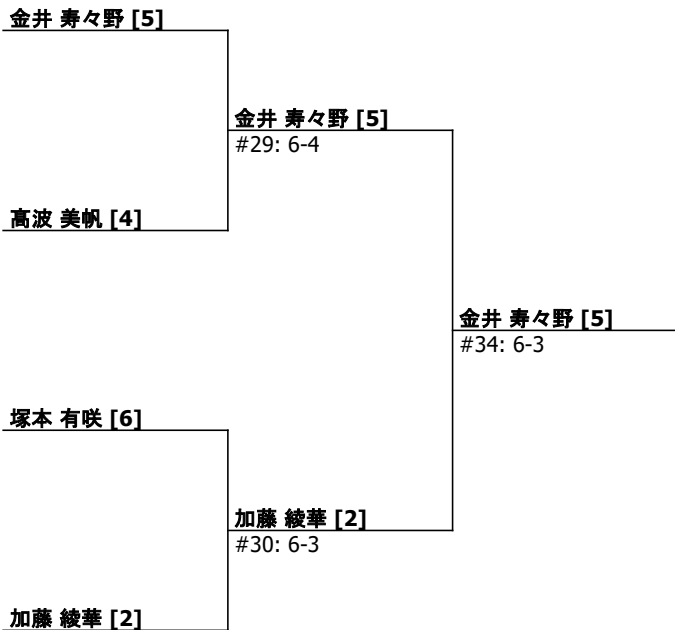 金井 寿々野 [5]
金井 寿々野 [5]
#29: 6-4
髙波 美帆 [4]
金井 寿々野 [5]
#34: 6-3
塚本 有咲 [6]
加藤 綾華 [2]
#30: 6-3
加藤 綾華 [2]